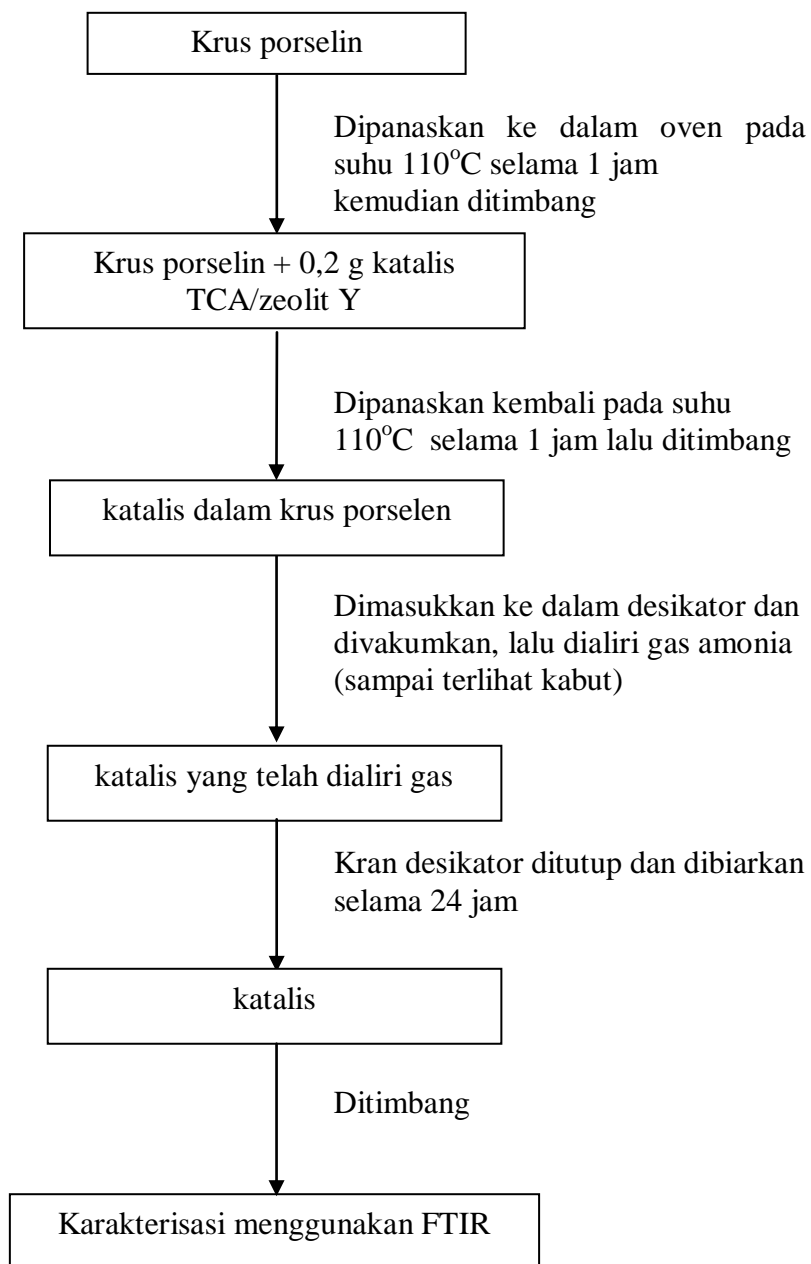 Krus porselin
Dipanaskan ke dalam oven pada
suhu 110°C selama 1 jam
kemudian ditimbang
Krus porselin + 0,2 g katalis
TCA/zeolit Y
Dipanaskan kembali pada suhu
110°C selama 1 jam lalu ditimbang
katalis dalam krus porselen
Dimasukkan ke dalam desikator dan
divakumkan, lalu dialiri gas amonia
(sampai terlihat kabut)
katalis yang telah dialiri gas
Kran desikator ditutup dan dibiarkan
selama 24 jam
katalis
Ditimbang
Karakterisasi menggunakan FTIR